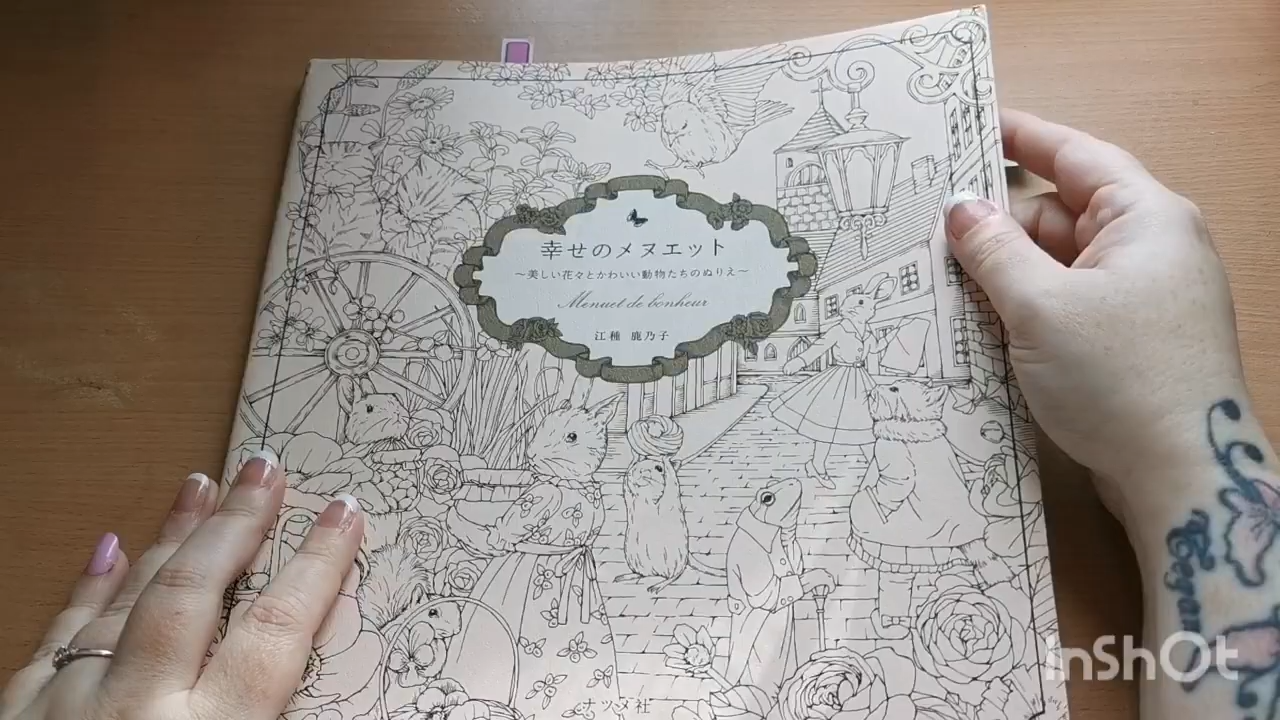 幸せのメヌエット
～美しい花々とかわいい動物たちのぬりえ～
Menuet de bonheur
江種 鹿乃子
ナツメ社
Vegan
InShOt